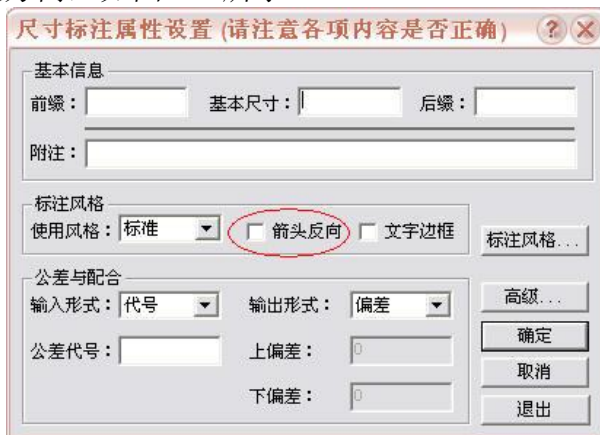 尺寸标注属性设置 (请注意各项内容是否正确)
基本信息
前缀： 基本尺寸： 后缀：
附注：
标注风格
使用风格： 标准 箭头反向 文字边框 标注风格...
公差与配合
输入形式： 代号 输出形式： 偏差 高级...
公差代号： 上偏差： 0 确定
取消
下偏差： 0 退出